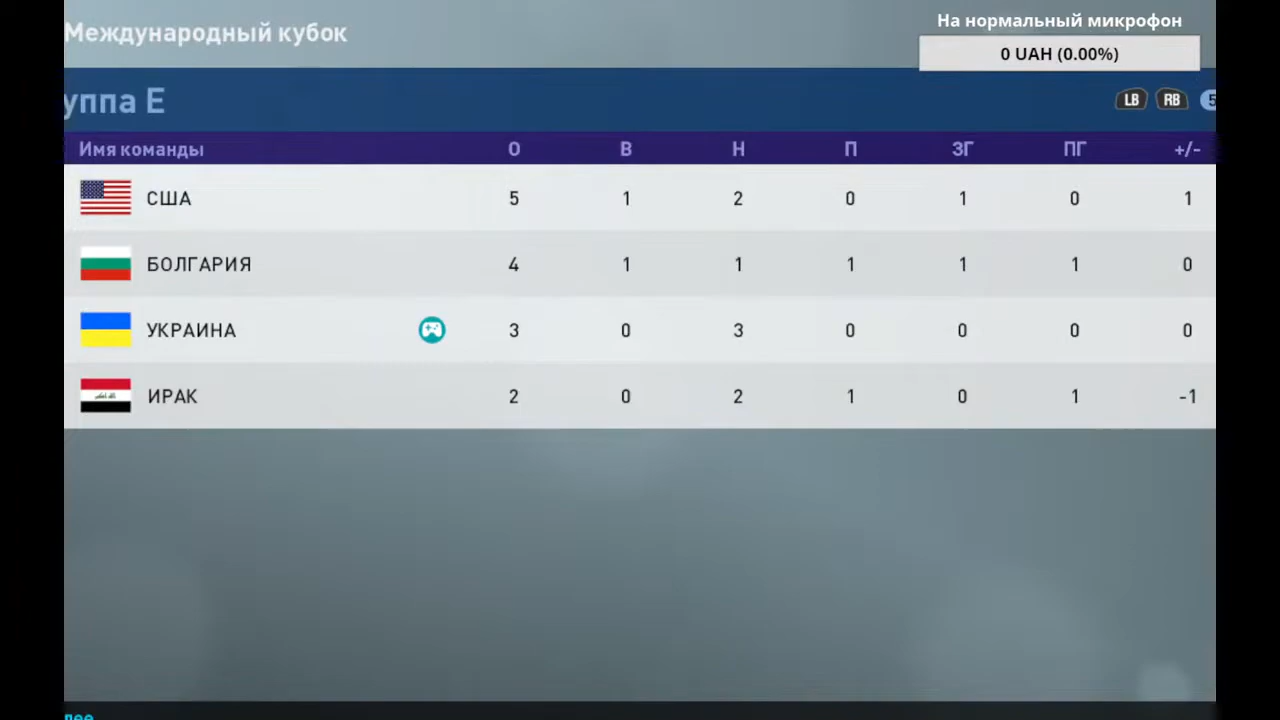 Международный кубок
На нормальный микрофон
0 UAH (0.00%)
уппа E
LB RB 5
Имя команды О В Н П ЗГ ПГ +/-
США 5 1 2 0 1 0 1
БОЛГАРИЯ 4 1 1 1 1 1 0
УКРАИНА 3 0 3 0 0 0 0
ИРАК 2 0 2 1 0 1 -1
лее